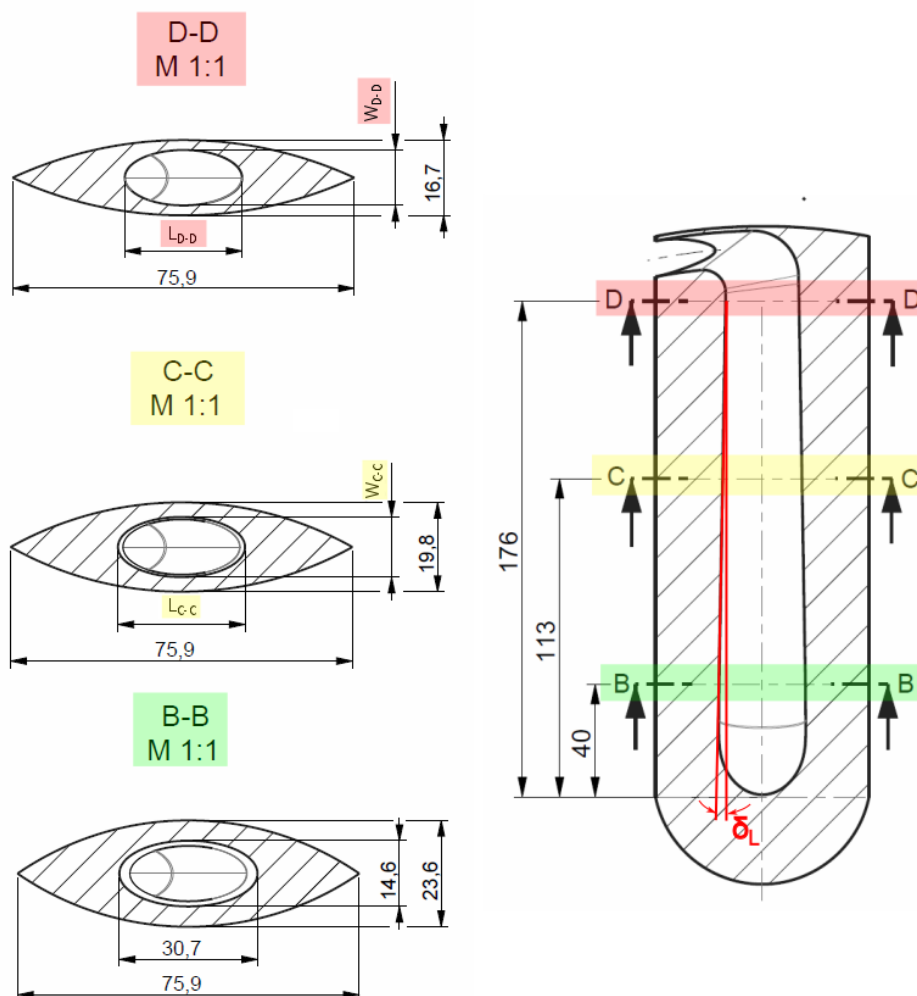 D-D
M 1:1
W D-D
16,7
L D-D
75,9
C-C
M 1:1
W C-C
19,8
L C-C
75,9
B-B
M 1:1
14,6
23,6
30,7
75,9
D D
C C
B B
176
113
40
δL